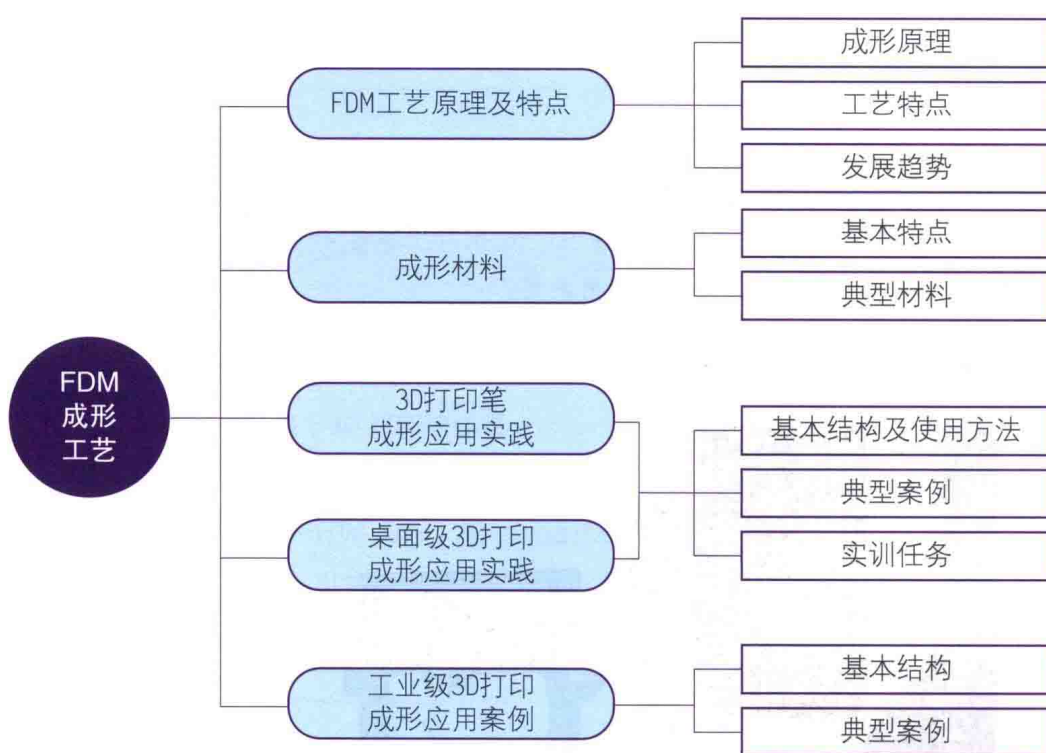 FDM
成形
工艺
FDM工艺原理及特点
成形原理
工艺特点
发展趋势
成形材料
基本特点
典型材料
3D打印笔
成形应用实践
桌面级3D打印
成形应用实践
基本结构及使用方法
典型案例
实训任务
工业级3D打印
成形应用案例
基本结构
典型案例